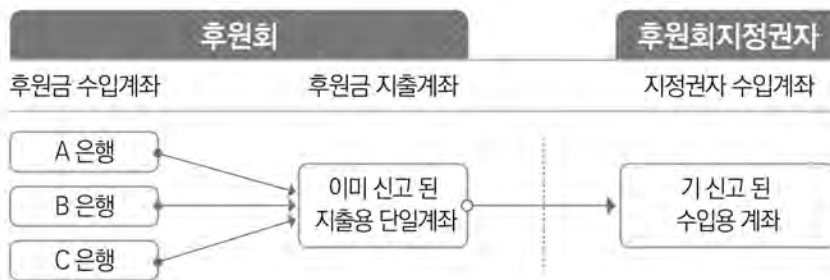 후원회
후원회지정권자
후원금 수입계좌
후원금 지출계좌
지정권자 수입계좌
A 은행
B 은행
C 은행
이미 신고 된
지출용 단일계좌
기 신고 된
수입용 계좌